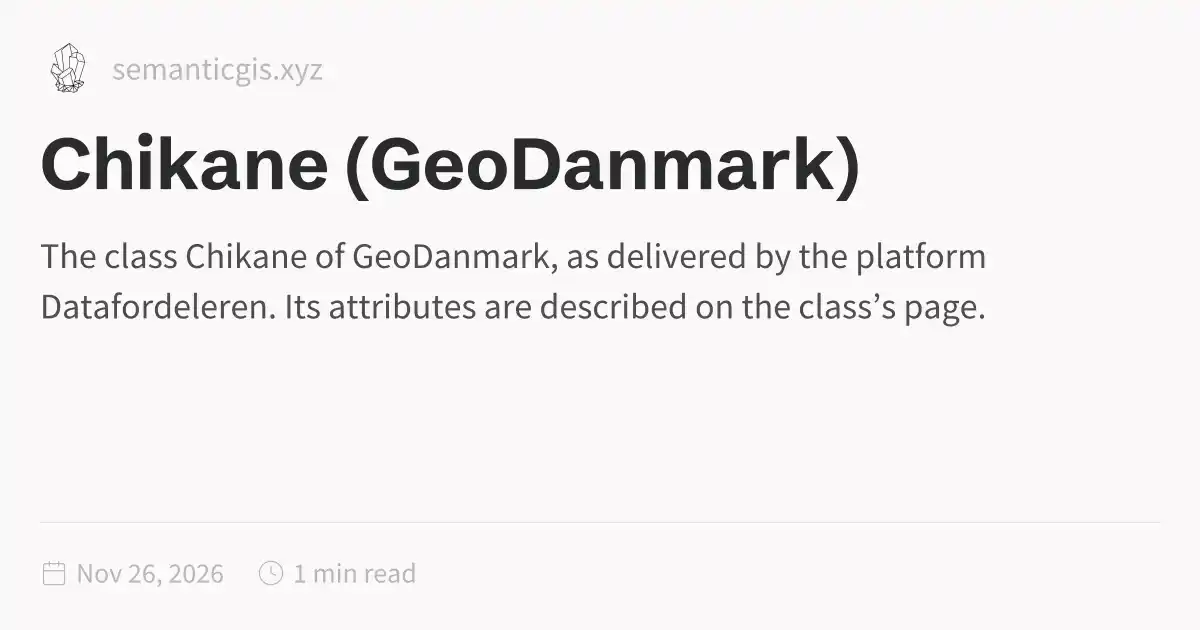 semanticgis.xyz
Chikane (GeoDanmark)
The class Chikane of GeoDanmark, as delivered by the platform
Datafordeleren. Its attributes are described on the class’s page.
Nov 26, 2026 1 min read